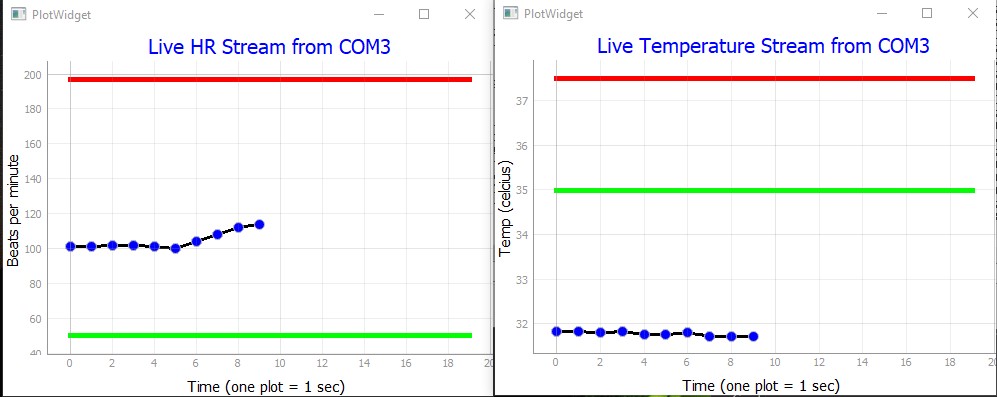 PlotWidget
Live HR Stream from COM3
200
180
160
140
120
100
80
60
40
Beats per minute
0 2 4 6 8 10 12 14 16 18 20
Time (one plot = 1 sec)
PlotWidget
Live Temperature Stream from COM3
37
36
35
34
33
32
Temp (celcius)
0 2 4 6 8 10 12 14 16 18
Time (one plot = 1 sec)